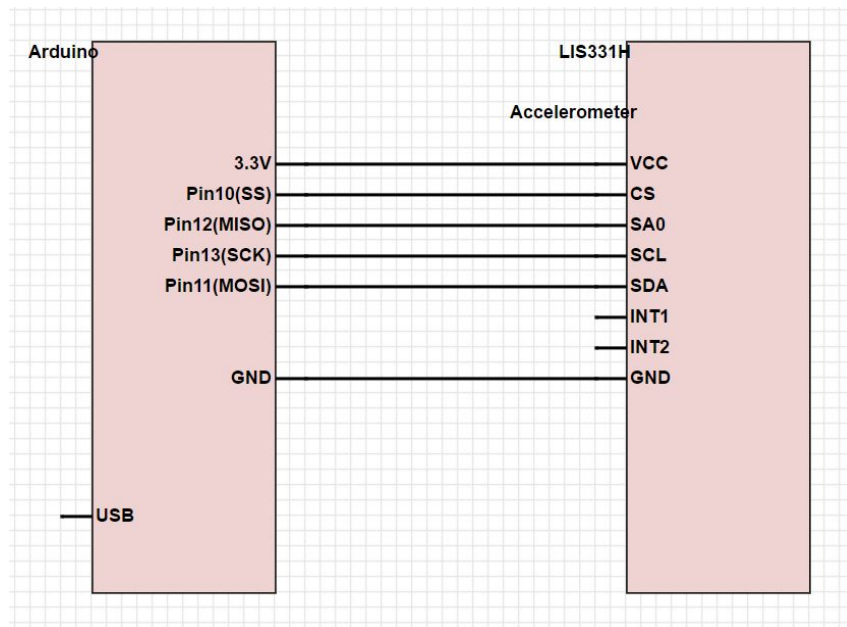 Arduino
LIS331H
Accelerometer
3.3V
VCC
Pin10(SS)
CS
Pin12(MISO)
SA0
Pin13(SCK)
SCL
Pin11(MOSI)
SDA
INT1
INT2
GND
GND
USB